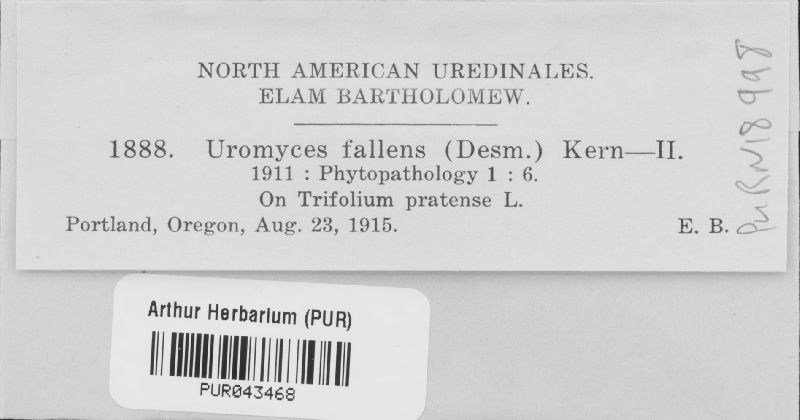 NORTH AMERICAN UREDINALES.
ELAM BARTHOLOMEW.
1888. Uromyces fallens (Desm.) Kern—II.
1911 : Phytopathology 1 : 6.
On Trifolium pratense L.
Portland, Oregon, Aug. 23, 1915. E. B.
PURN18998
Arthur Herbarium (PUR)
PUR043468